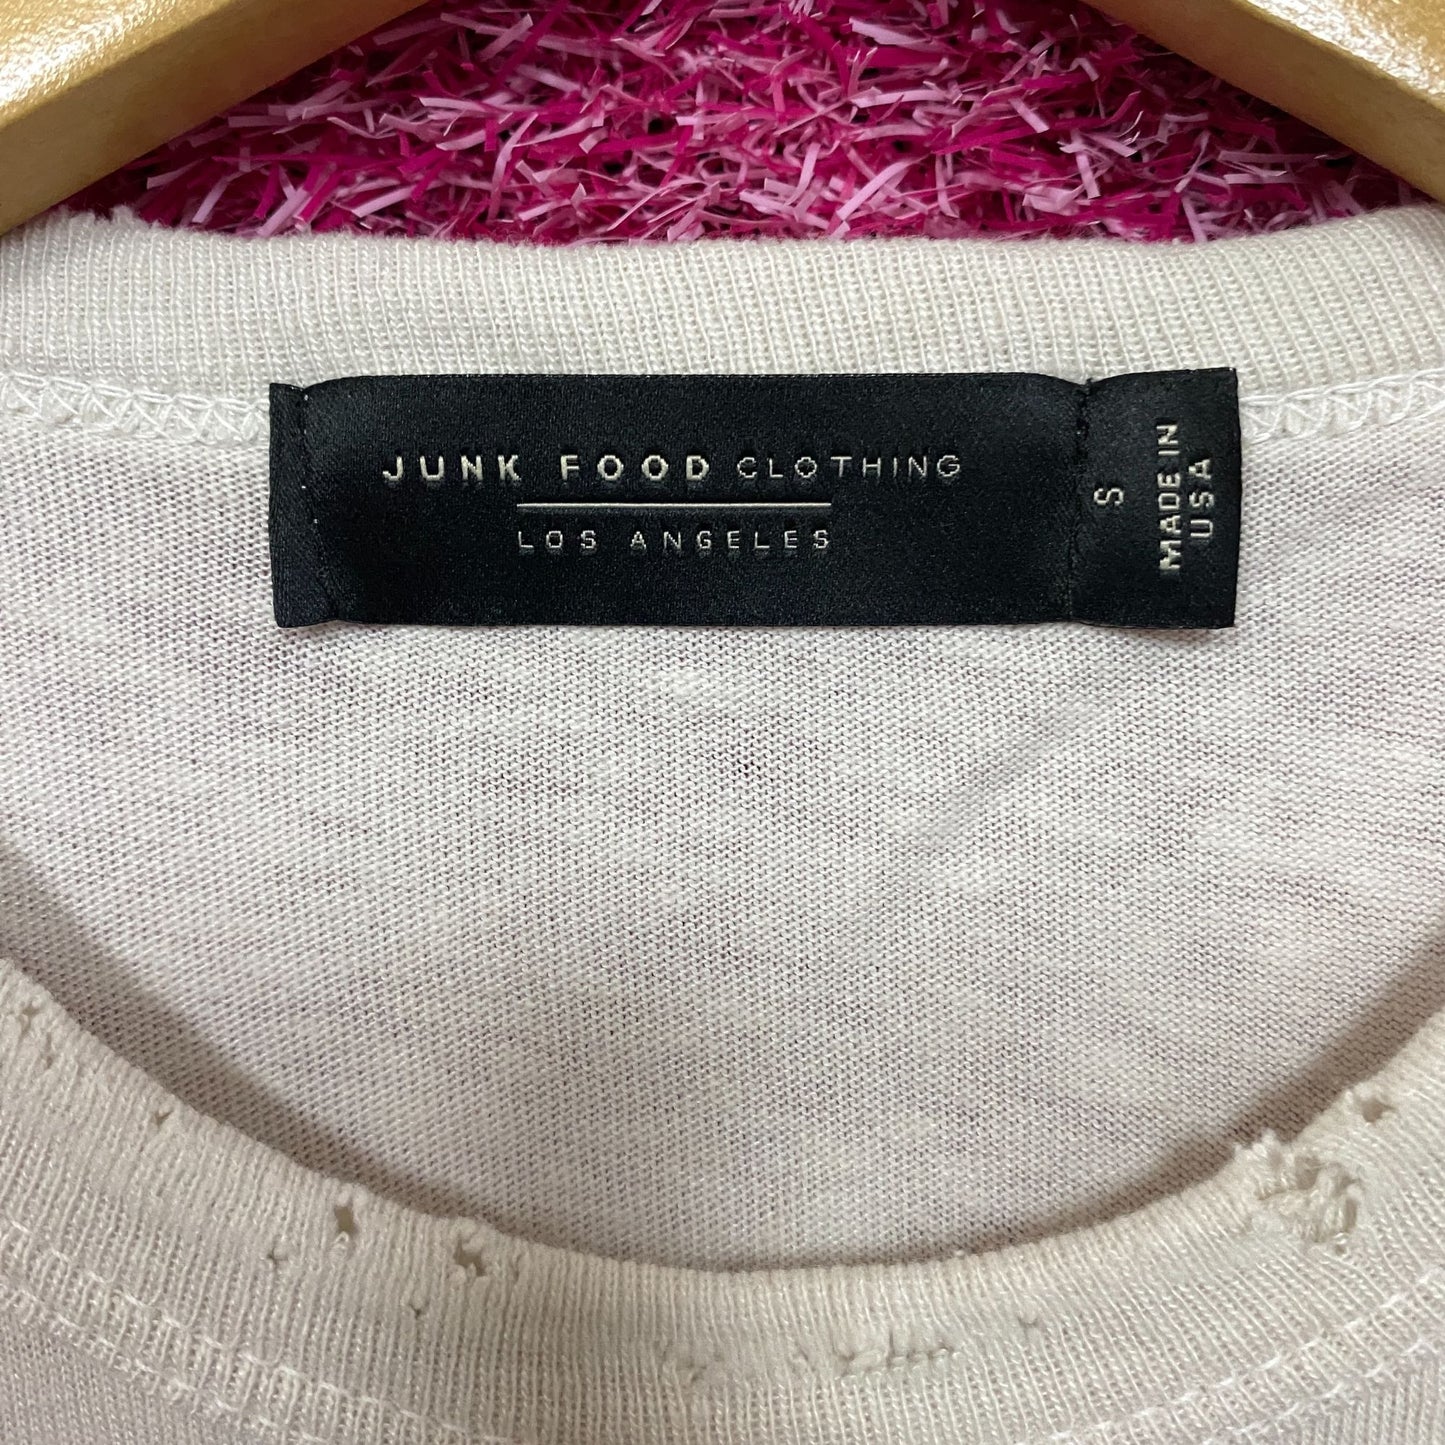 JUNK FOOD CLOTHING
LOS ANGELES
S
MADE IN
USA